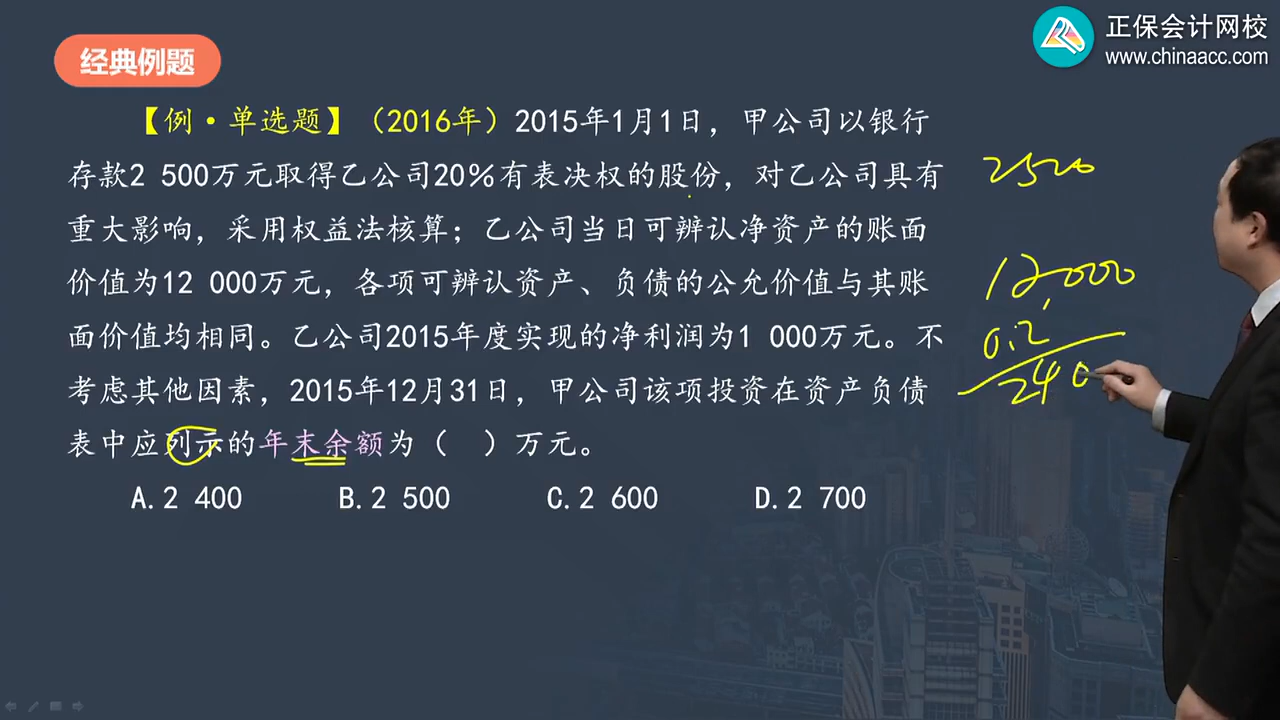 正保会计网校
www.chinaacc.com
经典例题
【例·单选题】（2016年）2015年1月1日，甲公司以银行
存款2 500万元取得乙公司20%有表决权的股份，对乙公司具有
重大影响，采用权益法核算；乙公司当日可辨认净资产的账面
价值为12 000万元，各项可辨认资产、负债的公允价值与其账
面价值均相同。乙公司2015年度实现的净利润为1 000万元。不
考虑其他因素，2015年12月31日，甲公司该项投资在资产负债
表中应列示的年末余额为（ ）万元。
A.2 400 B.2 500 C.2 600 D.2 700
2500
12,000
0.2
240